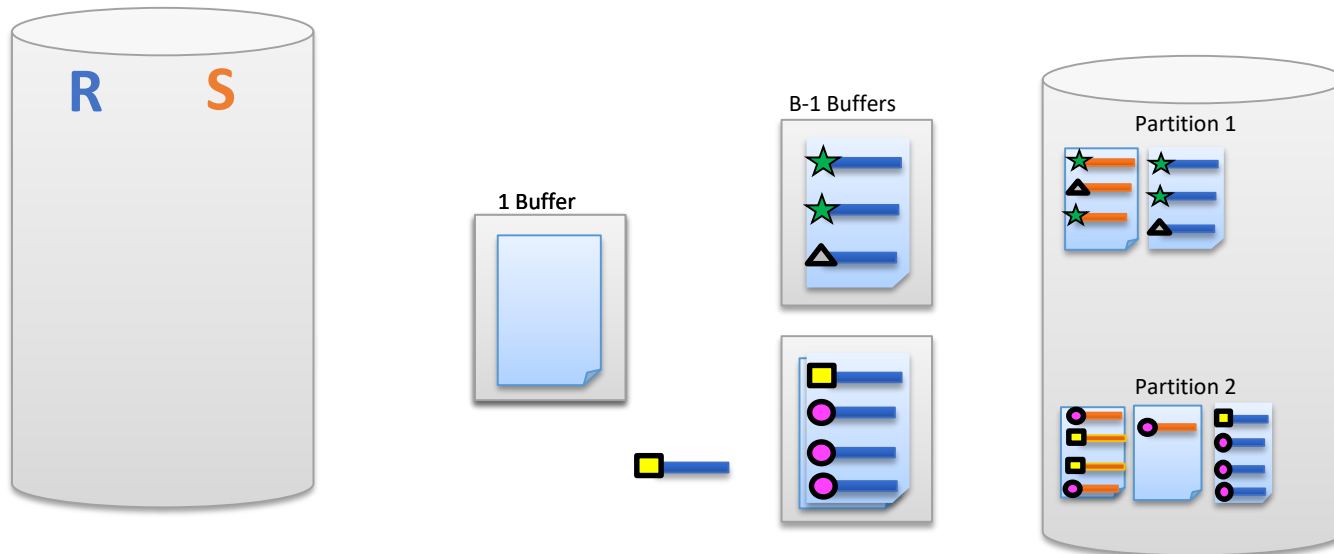 R S
B-1 Buffers
Partition 1
1 Buffer
Partition 2